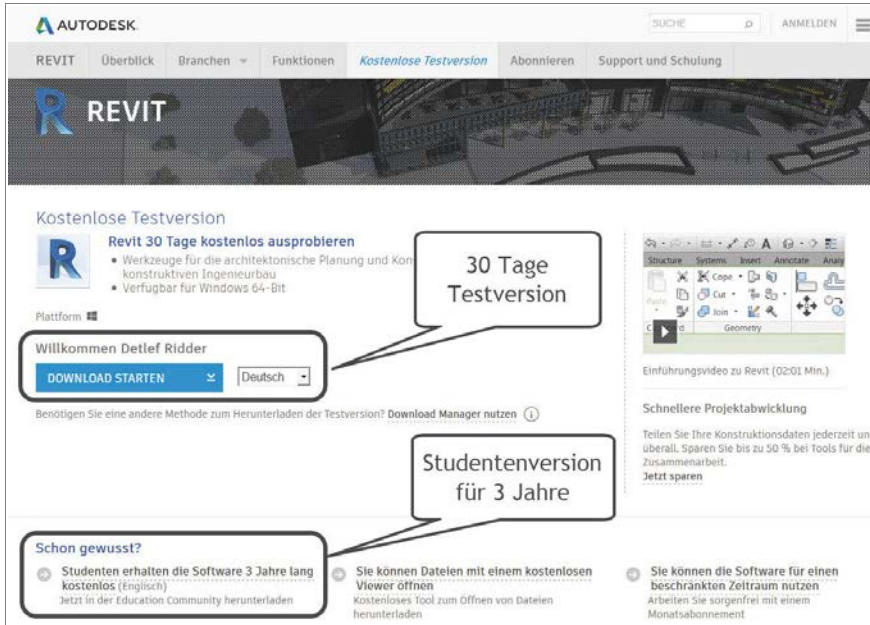 AUTODESK.
SUCHE
ANMELDEN
REVIT Überblick Branchen Funktionen Kostenlose Testversion Abonnieren Support und Schulung
REVIT
Kostenlose Testversion
Revit 30 Tage kostenlos ausprobieren
• Werkzeuge für die architektonische Planung und
konstruktiven Ingenieurbau
• Verfügbar für Windows 64-Bit
Plattform
30 Tage
Testversion
Willkommen Detlef Ridder
DOWNLOAD STARTEN
Deutsch
Benötigen Sie eine andere Methode zum Herunterladen der Testversion? Download Manager nutzen
Structure Systems Insert Annotate Analy
Paste
Cope
Cut
Join
Geometry
Einführungsvideo zu Revit (02:01 Min.)
Schnellere Projektabwicklung
Teilen Sie Ihre Konstruktionsdaten jederzeit un
überall. Sparen Sie bis zu 50 % bei Tools für die
Zusammenarbeit.
Jetzt sparen
Studentenversion
für 3 Jahre
Schon gewusst?
Studenten erhalten die Software 3 Jahre lang
kostenlos (Englisch)
Jetzt in der Education Community herunterladen
Sie können Dateien mit einem kostenlosen
Viewer öffnen
Kostenloses Tool zum Öffnen von Dateien
herunterladen
Sie können die Software für einen
beschränkten Zeitraum nutzen
Arbeiten Sie sorgenfrei mit einem
Monatsabonnement